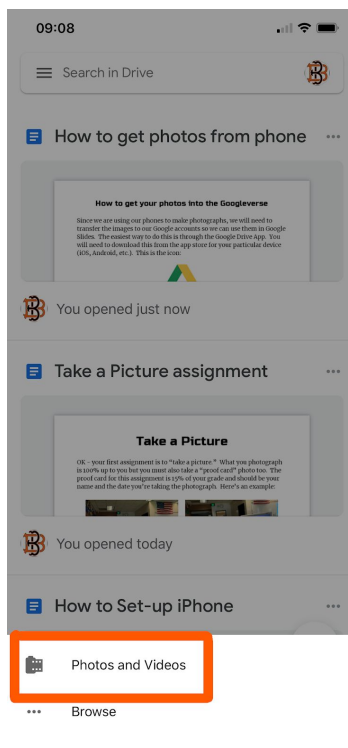 09:08
Search in Drive
How to get photos from phone
How to get your photos into the Googleverse
Since we are using our phones to make photographs, we will need to
transfer the images to our Google accounts so we can use them in Google
Slides. The easiest way to do this is through the Google Drive App. You
will need to download this from the app store for your particular device
(iOS, Android, etc.). This is the icon:
You opened just now
Take a Picture assignment
Take a Picture
OK – your first assignment is to “take a picture.” What you photograph
is 100% up to you but you must also take a “proof card” photo too. The
proof card for this assignment is 15% of your grade and should be your
name and the date you’re taking the photograph. Here’s an example:
You opened today
How to Set-up iPhone
Photos and Videos
Browse